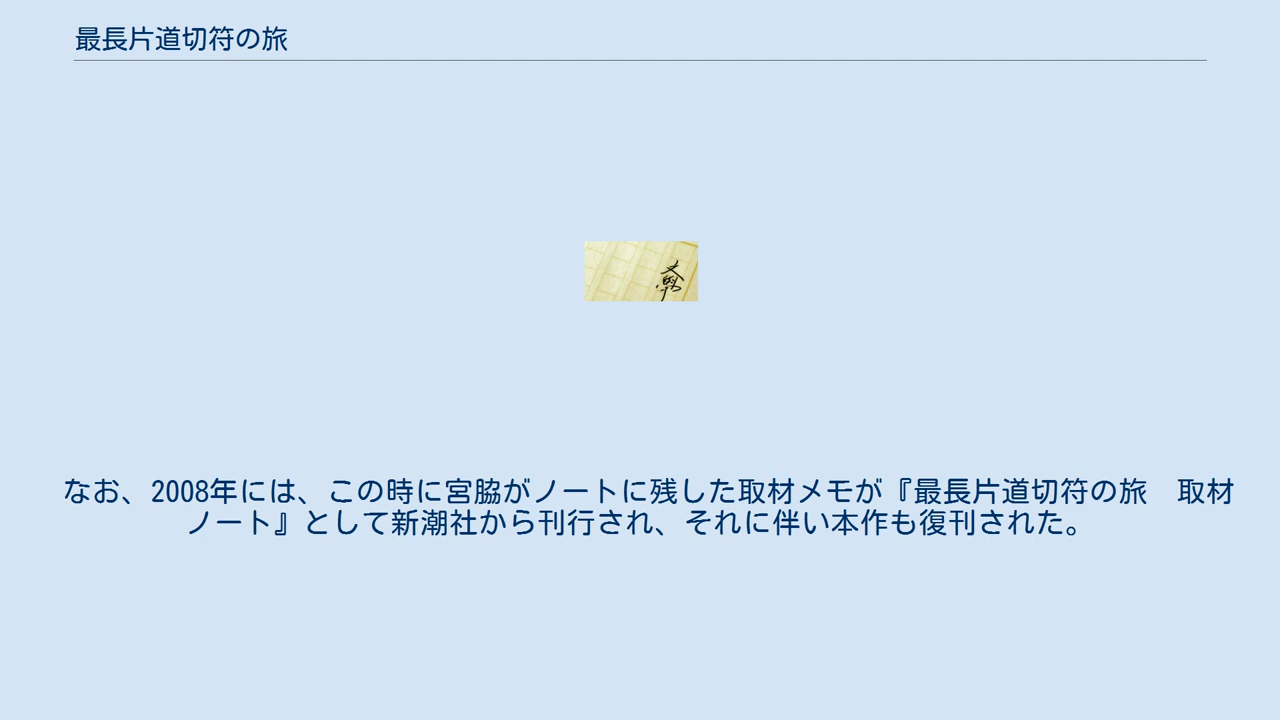 最長片道切符の旅
なお、2008年には、この時に宮脇がノートに残した取材メモが『最長片道切符の旅　取材
ノート』として新潮社から刊行され、それに伴い本作も復刊された。